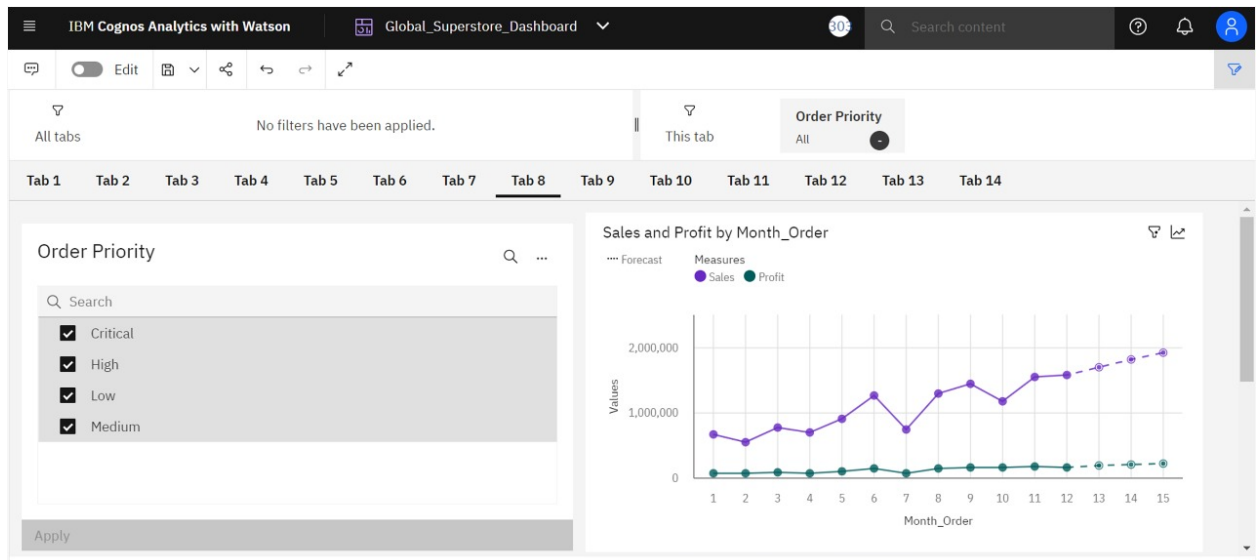 IBM Cognos Analytics with Watson
Global_Superstore_Dashboard
303
Search content
Edit
All tabs
No filters have been applied.
This tab
Order Priority
All
Tab 1 Tab 2 Tab 3 Tab 4 Tab 5 Tab 6 Tab 7 Tab 8 Tab 9 Tab 10 Tab 11 Tab 12 Tab 13 Tab 14
Order Priority
Search
Critical
High
Low
Medium
Apply
Sales and Profit by Month_Order
Forecast
Measures
Sales Profit
2,000,000
1,000,000
0
Values
1 2 3 4 5 6 7 8 9 10 11 12 13 14 15
Month_Order